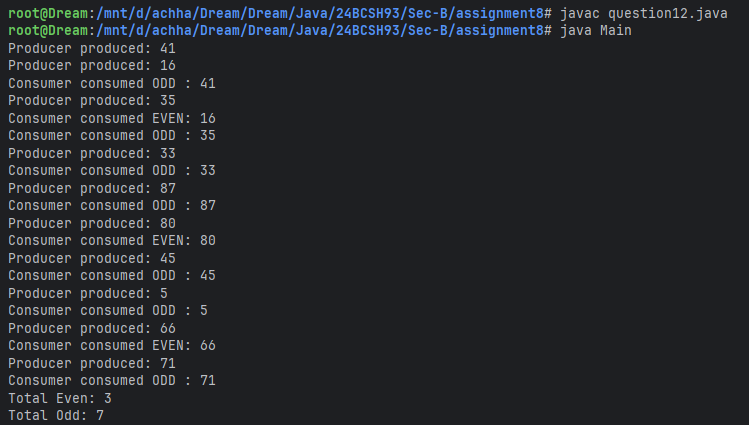 root@Dream:/mnt/d/achha/Dream/Dream/Java/24BCSH93/Sec-B/assignment8# javac question12.java
root@Dream:/mnt/d/achha/Dream/Dream/Java/24BCSH93/Sec-B/assignment8# java Main
Producer produced: 41
Producer produced: 16
Consumer consumed ODD : 41
Producer produced: 35
Consumer consumed EVEN: 16
Consumer consumed ODD : 35
Producer produced: 33
Consumer consumed ODD : 33
Producer produced: 87
Consumer consumed ODD : 87
Producer produced: 80
Consumer consumed EVEN: 80
Producer produced: 45
Consumer consumed ODD : 45
Producer produced: 5
Consumer consumed ODD : 5
Producer produced: 66
Consumer consumed EVEN: 66
Producer produced: 71
Consumer consumed ODD : 71
Total Even: 3
Total Odd: 7